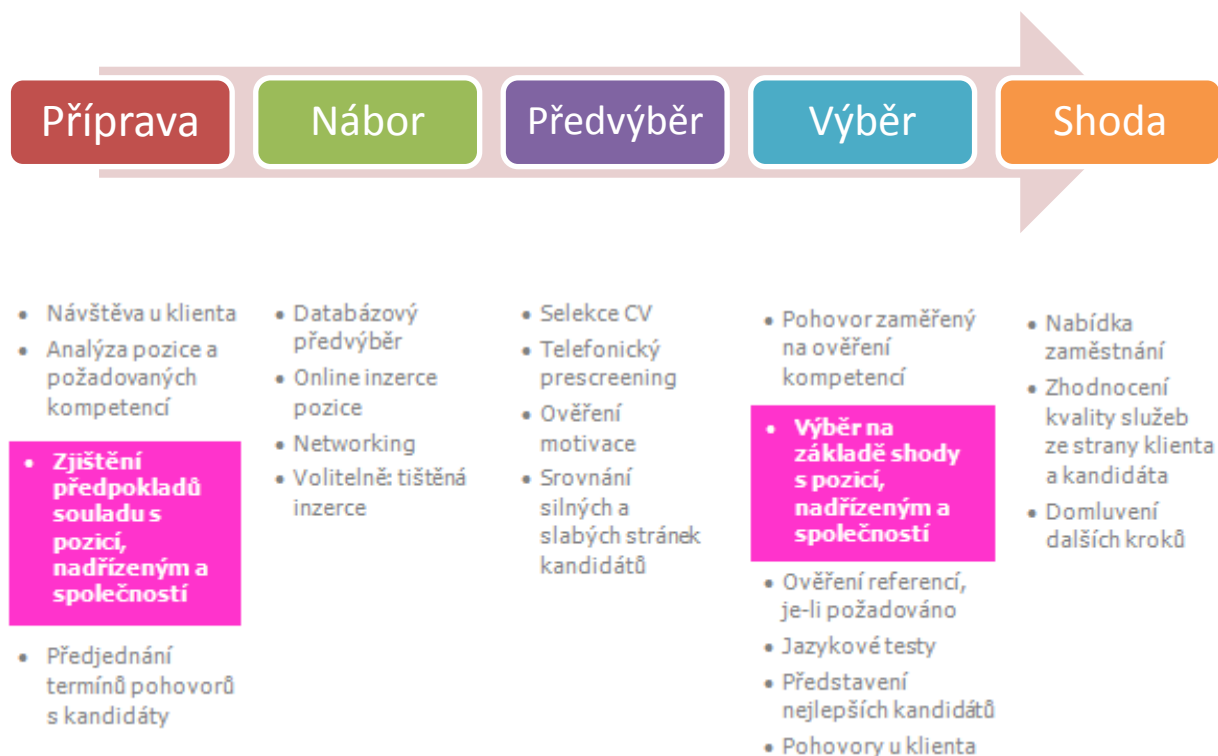 Příprava
Nábor
Předvýběr
Výběr
Shoda
• Návštěva u klienta
• Analýza pozice a
požadovaných
kompetencí
• Zjištění
předpokladů
souladu s
pozicí,
nadřízeným a
společností
• Předjednání
termínů pohovorů
s kandidáty
• Databázový
předvýběr
• Online inzerce
pozice
• Networking
• Volitelně: tištěná
inzerce
• Selekce CV
• Telefonický
prescreening
• Ověření
motivace
• Srovnání
silných a
slabých stránek
kandidátů
• Pohovor zaměřený
na ověření
kompetencí
• Výběr na
základě shody
s pozicí,
nadřízeným a
společností
• Ověření referencí,
je-li požadováno
• Jazykové testy
• Představení
nejlepších kandidátů
• Pohovory u klienta
• Nabídka
zaměstnání
• Zhodnocení
kvality služeb
ze strany klienta
a kandidáta
• Domluvení
dalších kroků